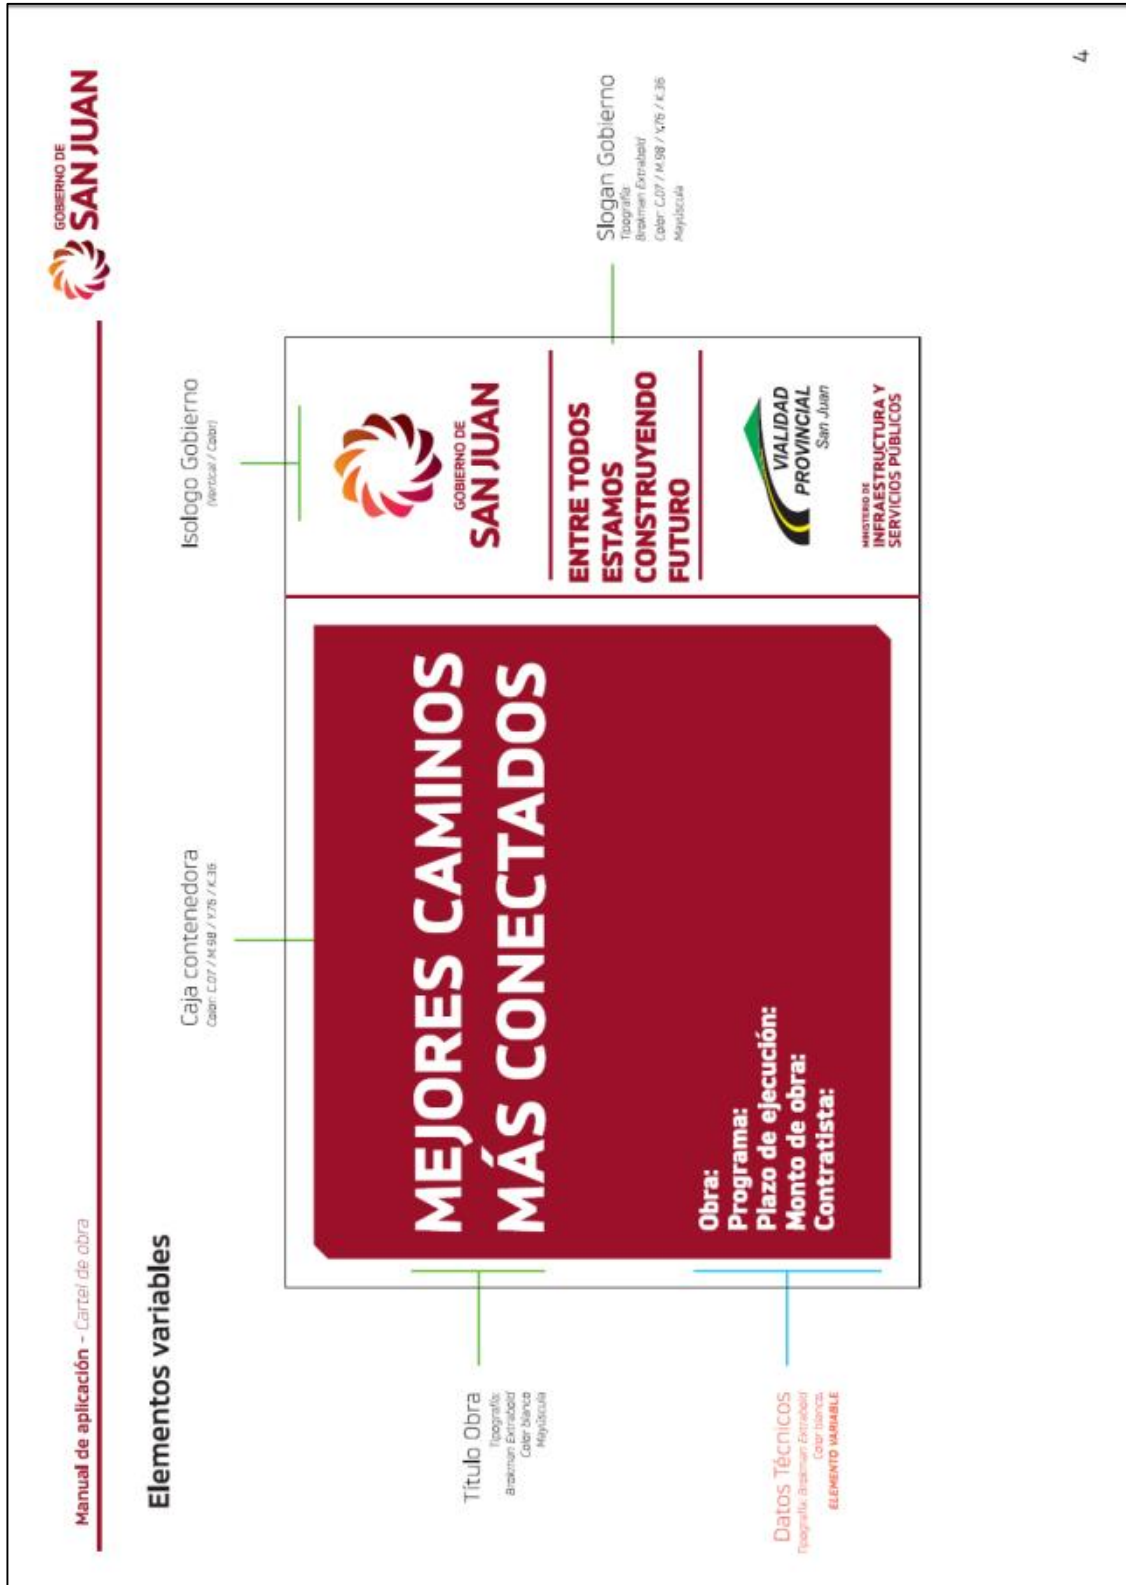 Manual de aplicación - Cartel de obra
GOBIERNO DE
SAN JUAN
Elementos variables
Caja contenedora
Color: C.07 / M.98 / Y.76 / K.36
Isologo Gobierno
(Vertical / Color)
Título Obra
Tipografía:
Brokman Extrabold
Color blanco
Mayúscula
MEJORES CAMINOS
MÁS CONECTADOS
Datos Técnicos
Tipografía: Brokman Extrabold
Color blanco.
ELEMENTO VARIABLE
Obra:
Programa:
Plazo de ejecución:
Monto de obra:
Contratista:
GOBIERNO DE
SAN JUAN
ENTRE TODOS
ESTAMOS
CONSTRUYENDO
FUTURO
VIALIDAD
PROVINCIAL
San Juan
MINISTERIO DE
INFRAESTRUCTURA Y
SERVICIOS PÚBLICOS
Slogan Gobierno
Tipografía:
Brokman Extrabold
Color: C.07 / M.98 / Y.76 / K.36
Mayúscula
4